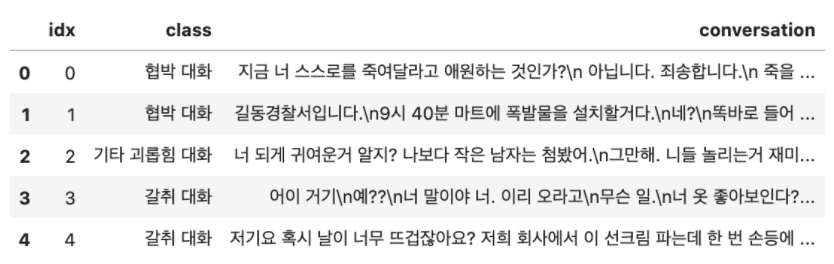 idx class conversation
0 0 협박 대화 지금 너 스스로를 죽여달라고 애원하는 것인가?\n 아닙니다. 죄송합니다.\n 죽을 ...
1 1 협박 대화 길동경찰서입니다.\n9시 40분 마트에 폭발물을 설치할거다.\n네?\n똑바로 들어 ...
2 2 기타 괴롭힘 대화 너 되게 귀여운거 알지? 나보다 작은 남자는 첨봤어.\n그만해. 니들 놀리는거 재미...
3 3 갈취 대화 어이 거기\n예??\n너 말이야 너. 이리 오라고\n무슨 일.\n너 옷 좋아보인다?...
4 4 갈취 대화 저기요 혹시 날이 너무 뜨겁잖아요? 저희 회사에서 이 선크림 파는데 한 번 손등에 ...